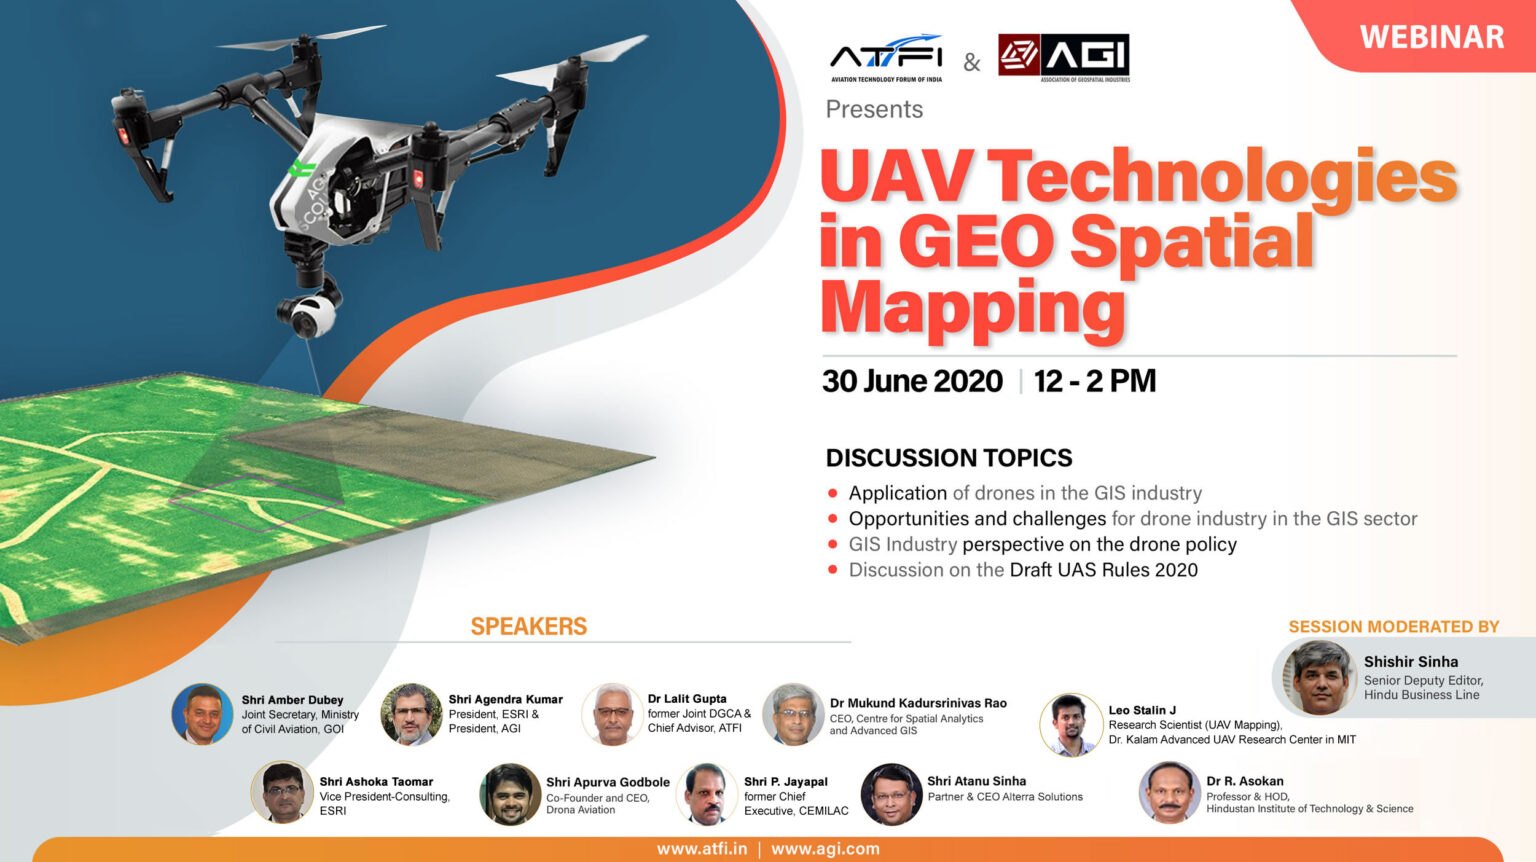 WEBINAR
ATFI
AVIATION TECHNOLOGY FORUM OF INDIA
&
AGI
ASSOCIATION OF GEOSPATIAL INDUSTRIES
Presents
UAV Technologies
in GEO Spatial
Mapping
30 June 2020 | 12 - 2 PM
DISCUSSION TOPICS
• Application of drones in the GIS industry
• Opportunities and challenges for drone industry in the GIS sector
• GIS Industry perspective on the drone policy
• Discussion on the Draft UAS Rules 2020
SPEAKERS
Shri Amber Dubey
Joint Secretary, Ministry
of Civil Aviation, GOI
Shri Agendra Kumar
President, ESRI &
President, AGI
Dr Lalit Gupta
former Joint DGCA &
Chief Advisor, ATFI
Dr Mukund Kadursrinivas Rao
CEO, Centre for Spatial Analytics
and Advanced GIS
Leo Stalin J
Research Scientist (UAV Mapping),
Dr. Kalam Advanced UAV Research Center in MIT
SESSION MODERATED BY
Shishir Sinha
Senior Deputy Editor,
Hindu Business Line
Shri Ashoka Taomar
Vice President-Consulting,
ESRI
Shri Apurva Godbole
Co-Founder and CEO,
Drona Aviation
Shri P. Jayapal
former Chief
Executive, CEMILAC
Shri Atanu Sinha
Partner & CEO Alterra Solutions
Dr R. Asokan
Professor & HOD,
Hindustan Institute of Technology & Science
www.atfi.in | www.agi.com